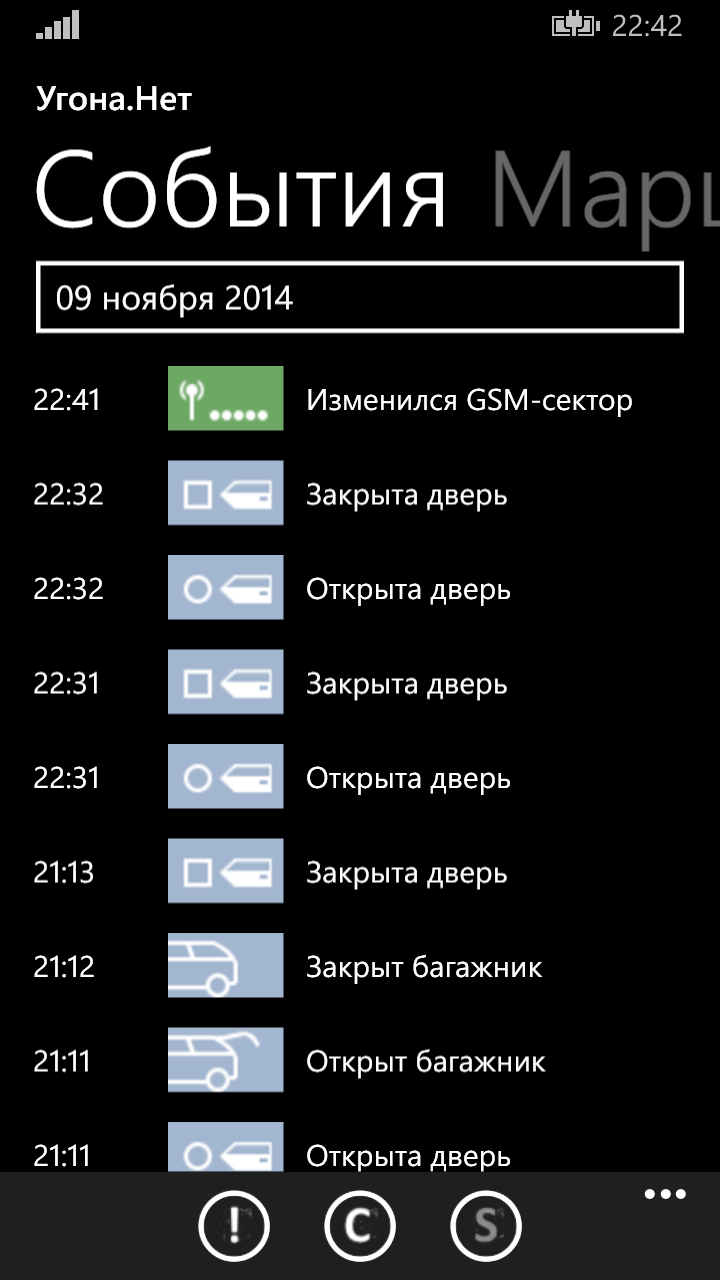 22:42
Угона.Нет
События Марш
09 ноября 2014
22:41 Изменился GSM-сектор
22:32 Закрыта дверь
22:32 Открыта дверь
22:31 Закрыта дверь
22:31 Открыта дверь
21:13 Закрыта дверь
21:12 Закрыт багажник
21:11 Открыт багажник
21:11 Открыта дверь
! C S